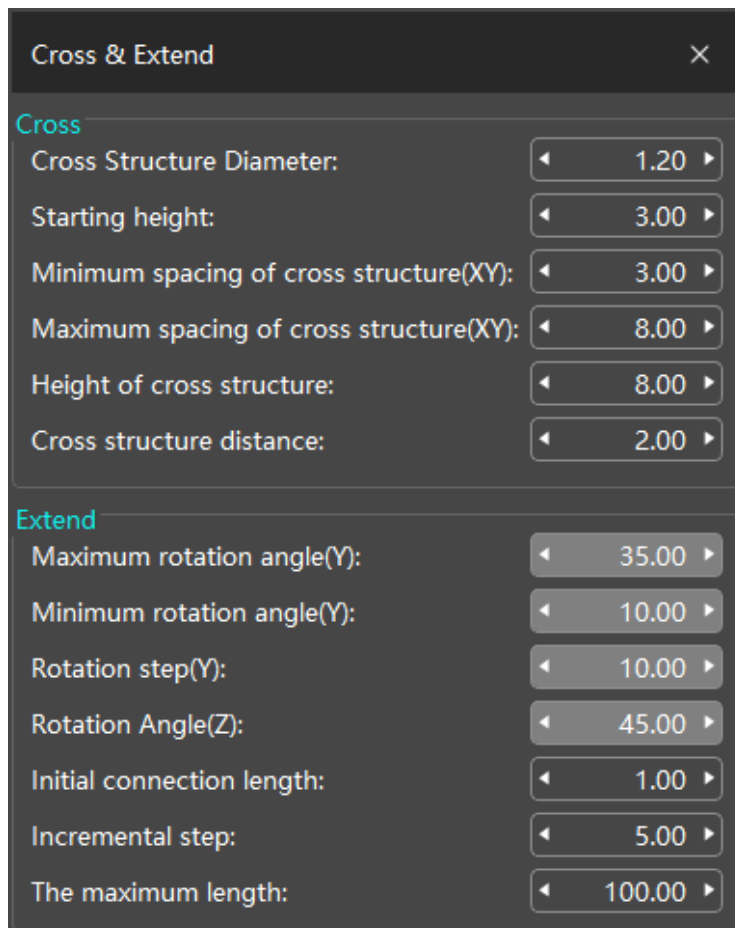 Cross & Extend
Cross
Cross Structure Diameter: 1.20
Starting height: 3.00
Minimum spacing of cross structure(XY): 3.00
Maximum spacing of cross structure(XY): 8.00
Height of cross structure: 8.00
Cross structure distance: 2.00
Extend
Maximum rotation angle(Y): 35.00
Minimum rotation angle(Y): 10.00
Rotation step(Y): 10.00
Rotation Angle(Z): 45.00
Initial connection length: 1.00
Incremental step: 5.00
The maximum length: 100.00